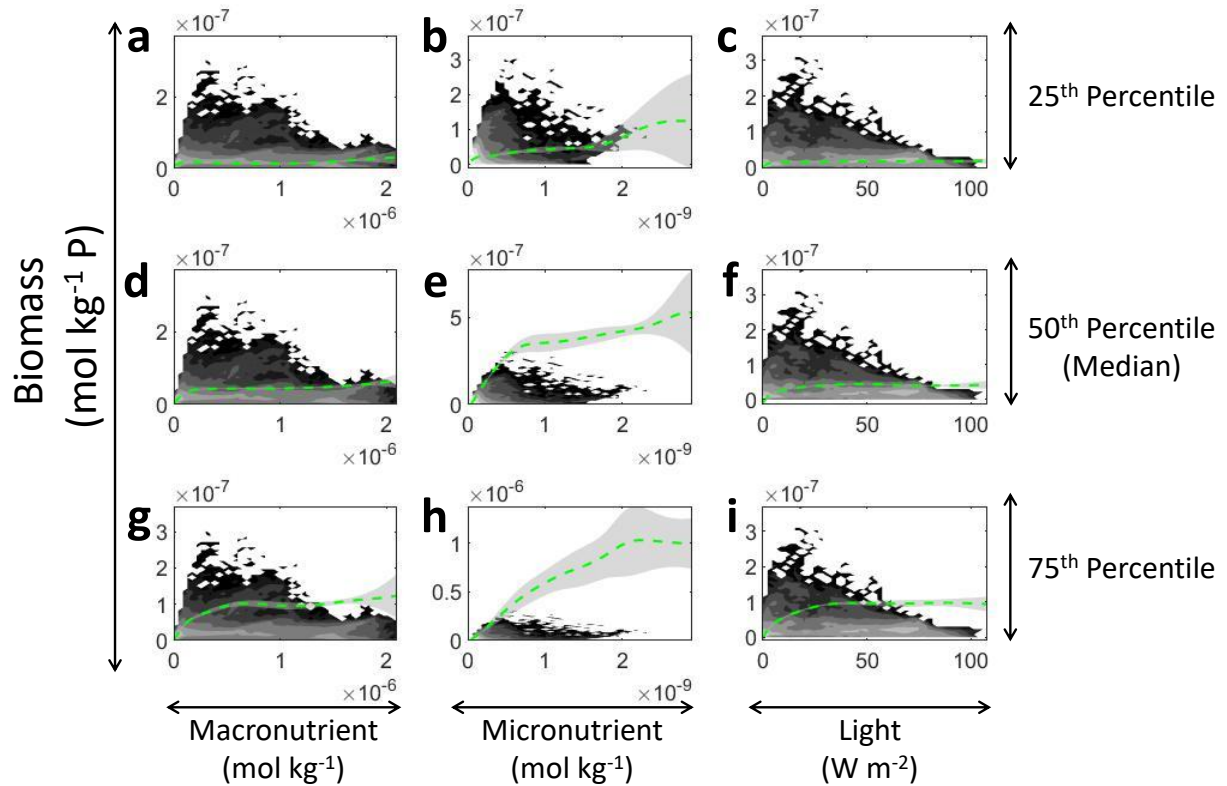 ×10⁻⁷ ×10⁻⁷ ×10⁻⁷
a b c
2 3 2 1 0 3 2 1 0
0
0 1 2 0 1 2 0 50 100
×10⁻⁶ ×10⁻⁹
25th Percentile
×10⁻⁷ ×10⁻⁷ ×10⁻⁷
d e f
2 5 3 2 1 0
0 0
0 1 2 0 1 2 0 50 100
×10⁻⁶ ×10⁻⁹
50th Percentile
(Median)
×10⁻⁷ ×10⁻⁶ ×10⁻⁷
g h i
3 2 1 0 1 0.5 0 3 2 1 0
0 1 2 0 1 2 0 50 100
×10⁻⁶ ×10⁻⁹
75th Percentile
Biomass
(mol kg⁻¹ P)
Macronutrient
(mol kg⁻¹)
Micronutrient
(mol kg⁻¹)
Light
(W m⁻²)